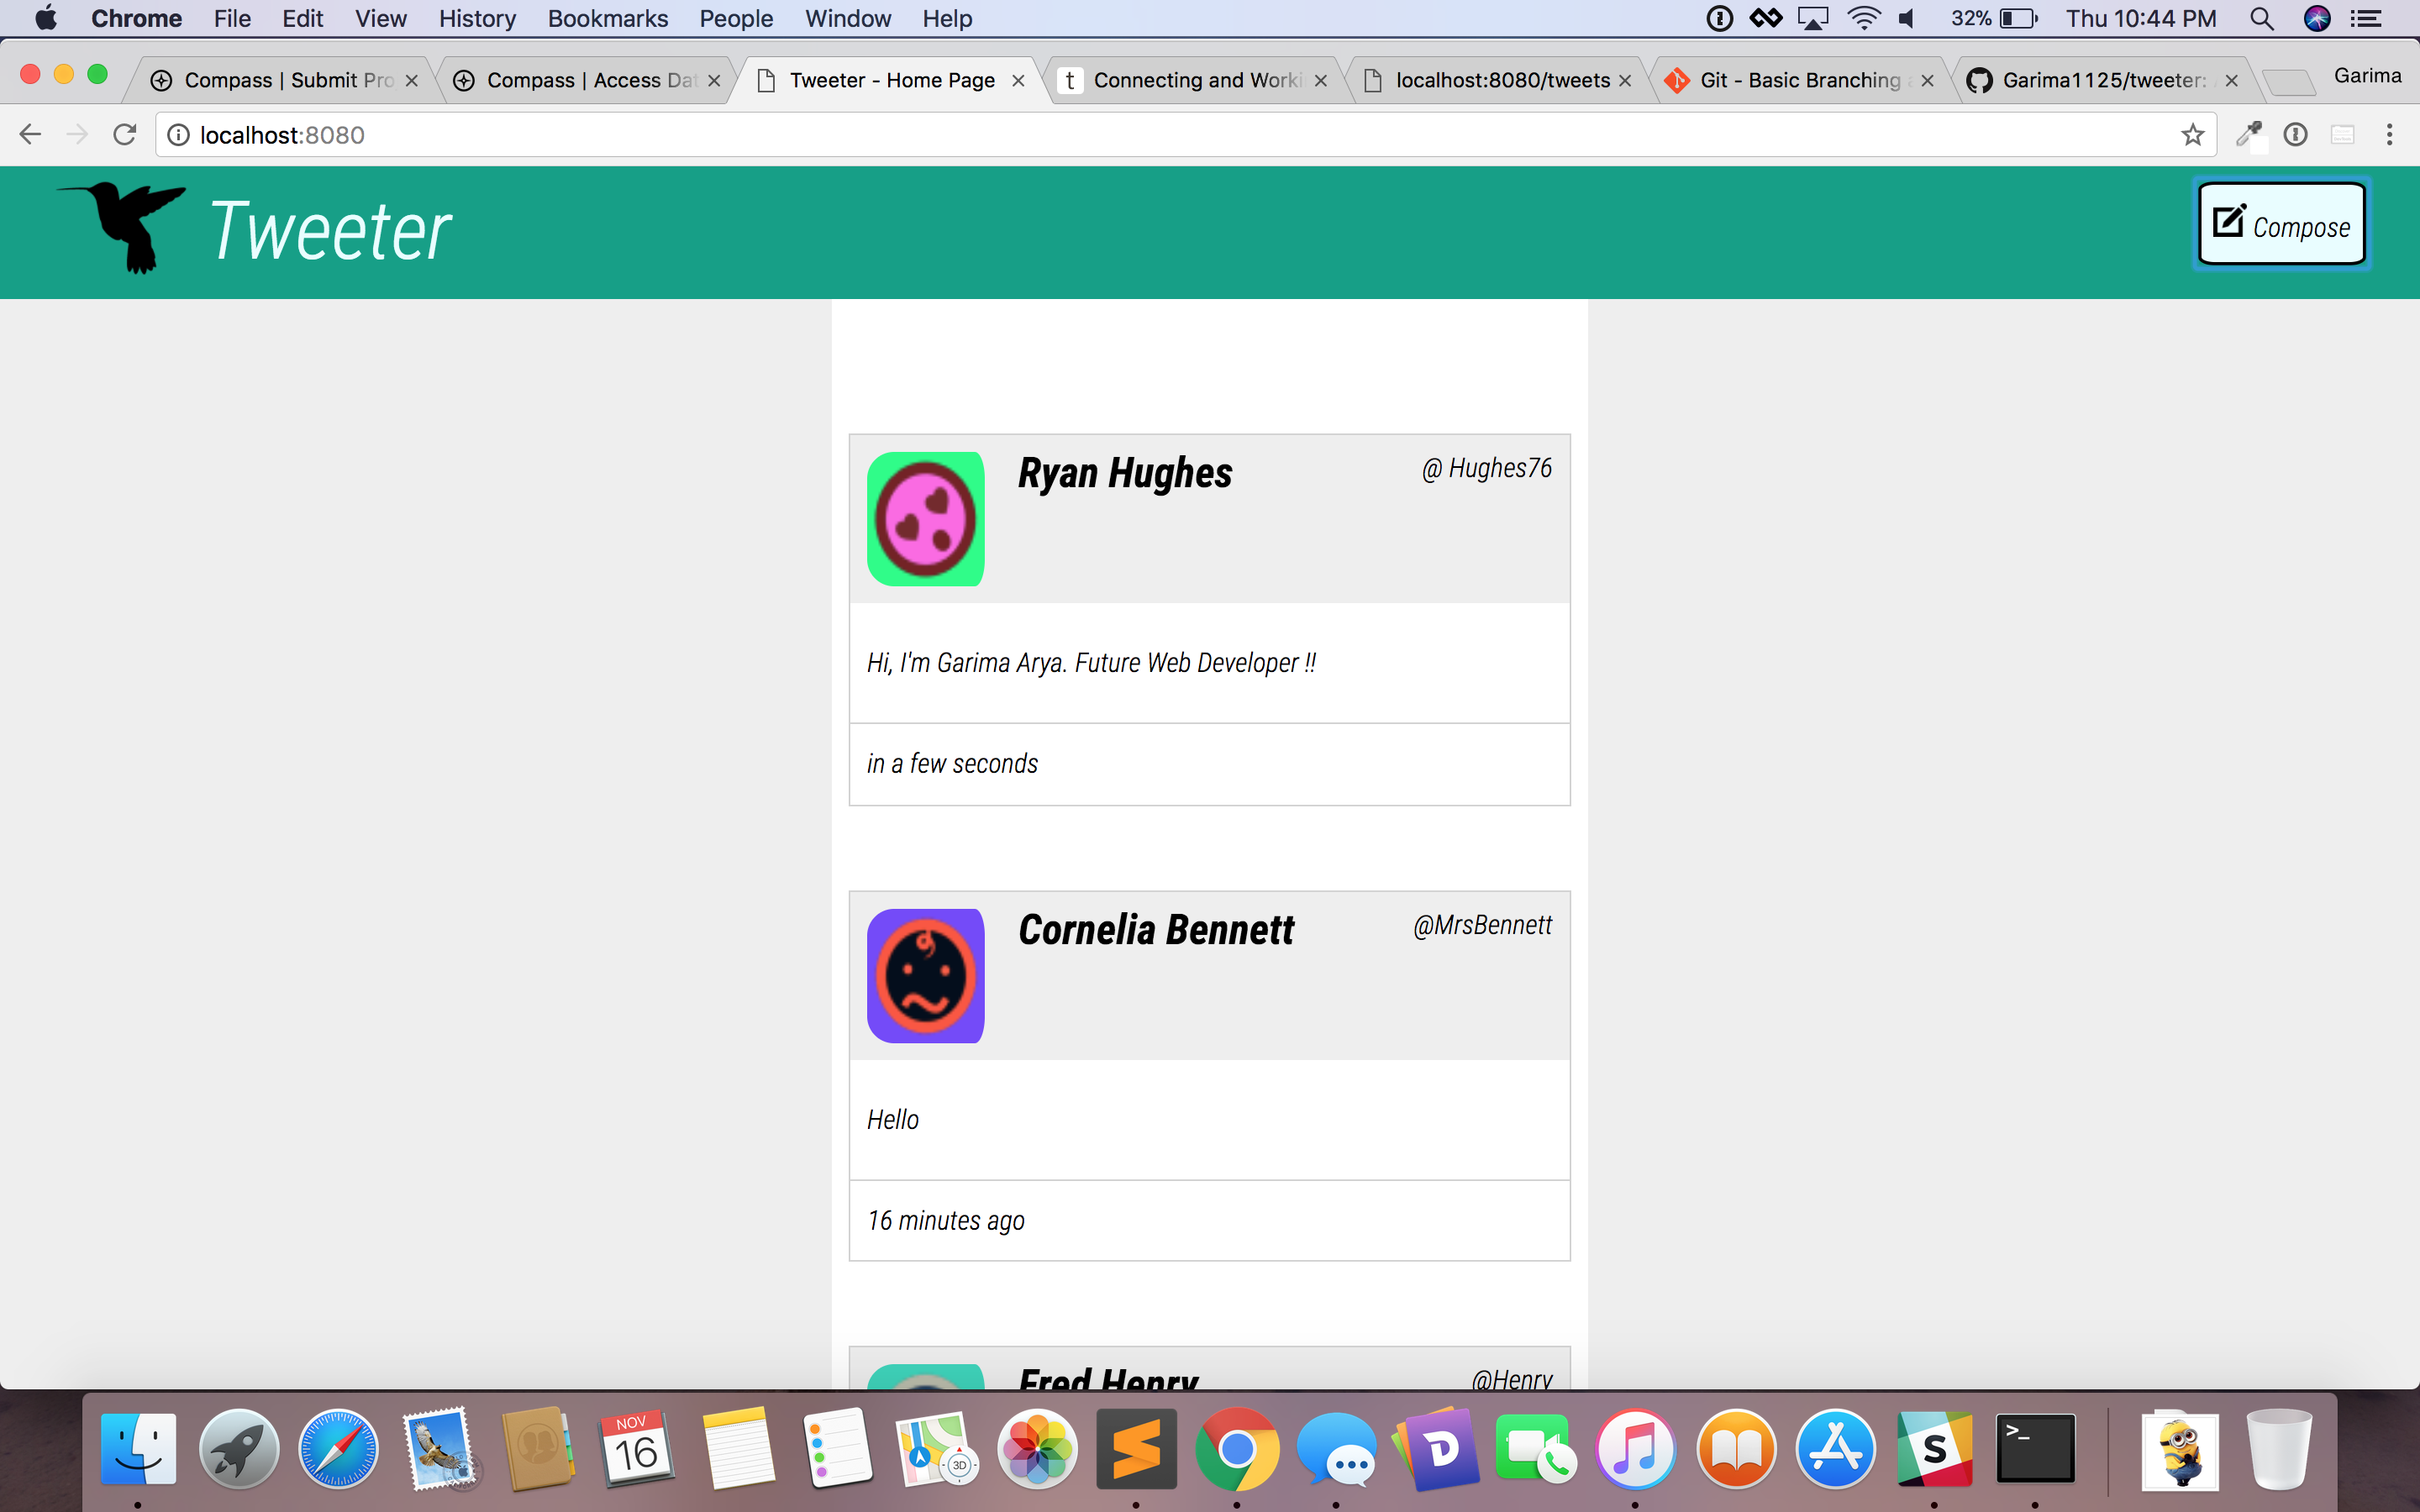 Chrome File Edit View History Bookmarks People Window Help 32% Thu 10:44 PM
Compass | Submit Pro Compass | Access Dat Tweeter - Home Page t Connecting and Worki localhost:8080/tweets Git - Basic Branching Garima1125/tweeter: Garima
localhost:8080
Tweeter
Compose
Ryan Hughes @ Hughes76
Hi, I'm Garima Arya. Future Web Developer !!
in a few seconds
Cornelia Bennett @MrsBennett
Hello
16 minutes ago
Fred Henry @Henry
NOV
16
3D